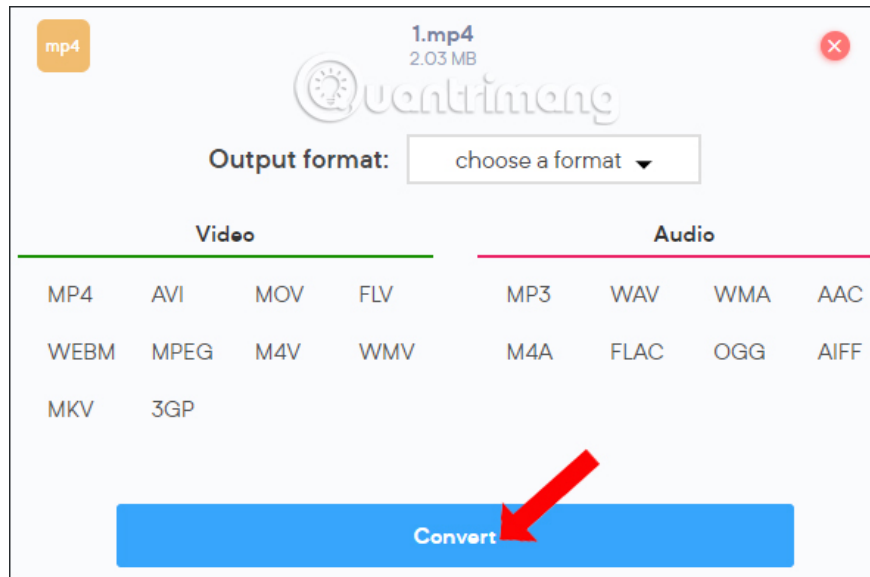 mp4
1.mp4
2.03 MB
Quantrimang
Output format: choose a format
Video Audio
MP4 AVI MOV FLV MP3 WAV WMA AAC
WEBM MPEG M4V WMV M4A FLAC OGG AIFF
MKV 3GP
Convert